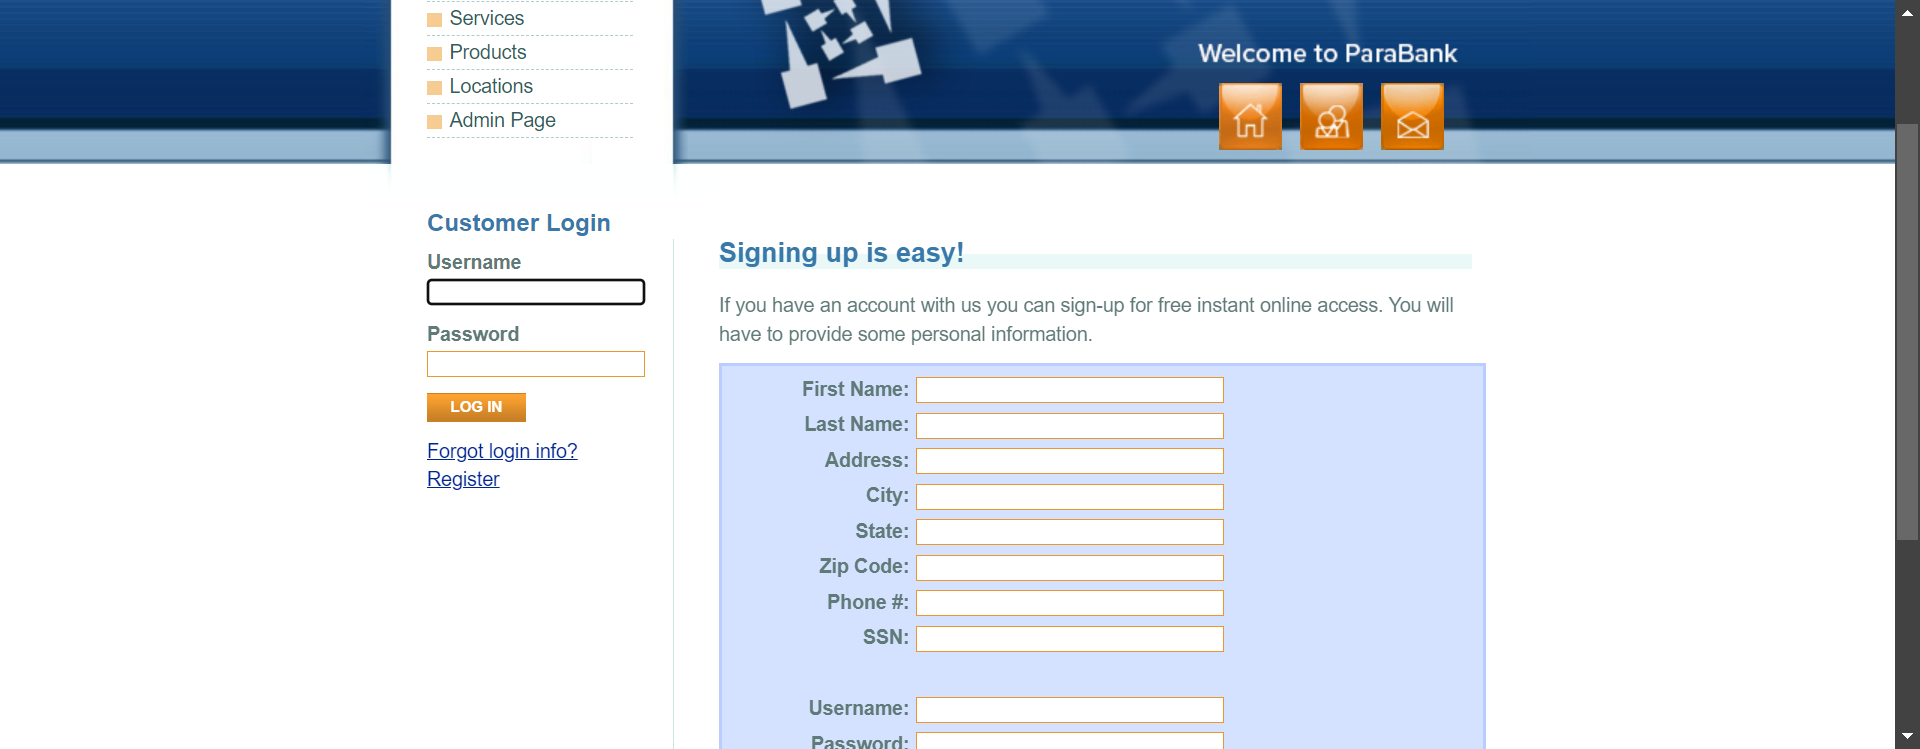 Services
Products
Locations
Admin Page
Welcome to ParaBank
Customer Login
Username
Password
LOG IN
Forgot login info?
Register
Signing up is easy!
If you have an account with us you can sign-up for free instant online access. You will
have to provide some personal information.
First Name:
Last Name:
Address:
City:
State:
Zip Code:
Phone #:
SSN:
Username:
Password: